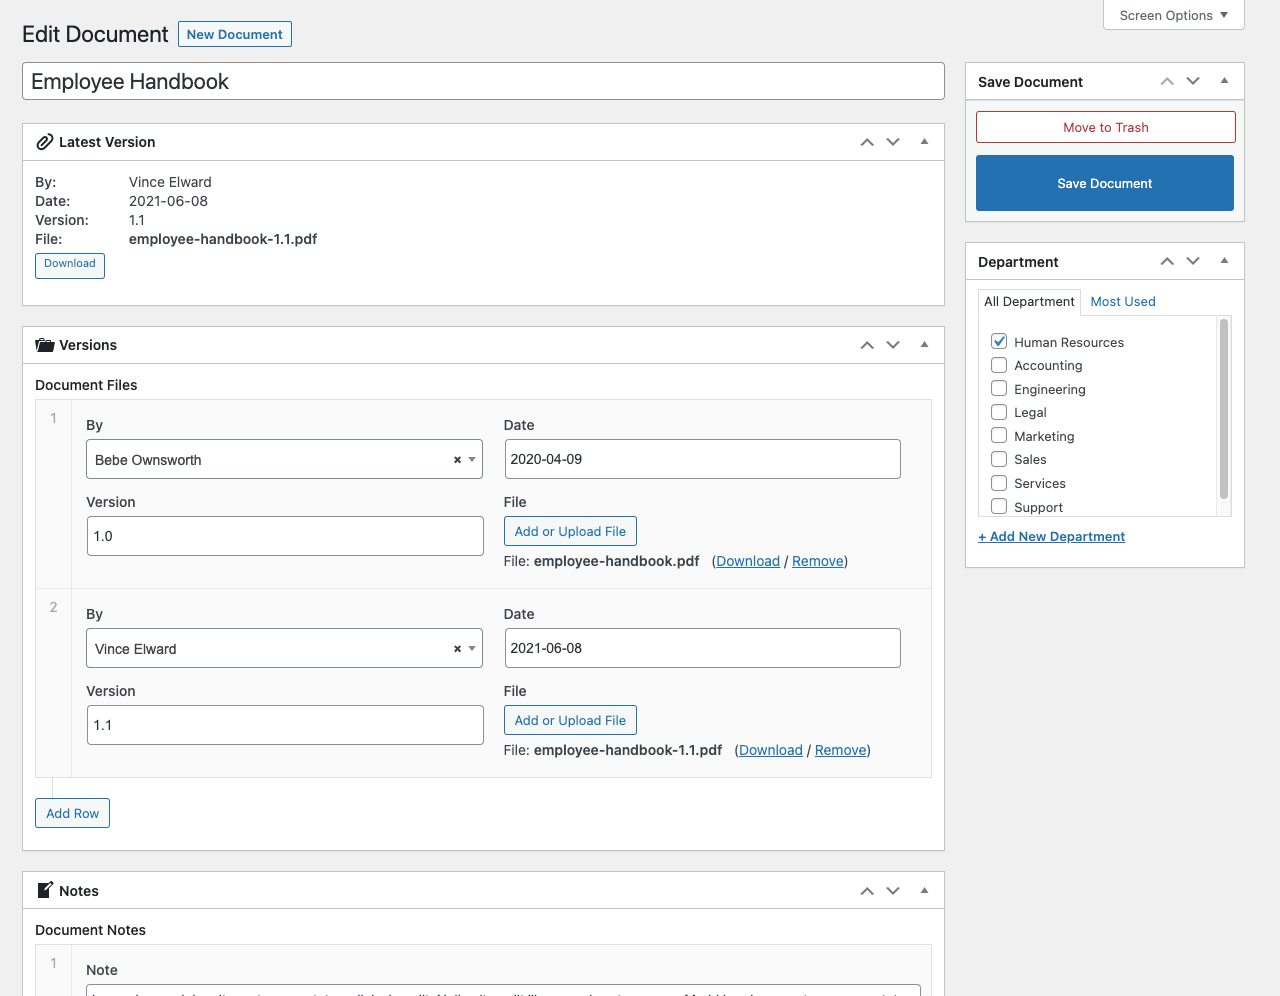 Screen Options
Edit Document New Document
Employee Handbook
Latest Version
By: Vince Elward
Date: 2021-06-08
Version: 1.1
File: employee-handbook-1.1.pdf
Download
Versions
Document Files
1
By
Bebe Ownsworth
Date
2020-04-09
Version
1.0
File
Add or Upload File
File: employee-handbook.pdf (Download / Remove)
2
By
Vince Elward
Date
2021-06-08
Version
1.1
File
Add or Upload File
File: employee-handbook-1.1.pdf (Download / Remove)
Add Row
Notes
Document Notes
1
Note
Save Document
Move to Trash
Save Document
Department
All Department Most Used
Human Resources
Accounting
Engineering
Legal
Marketing
Sales
Services
Support
+ Add New Department